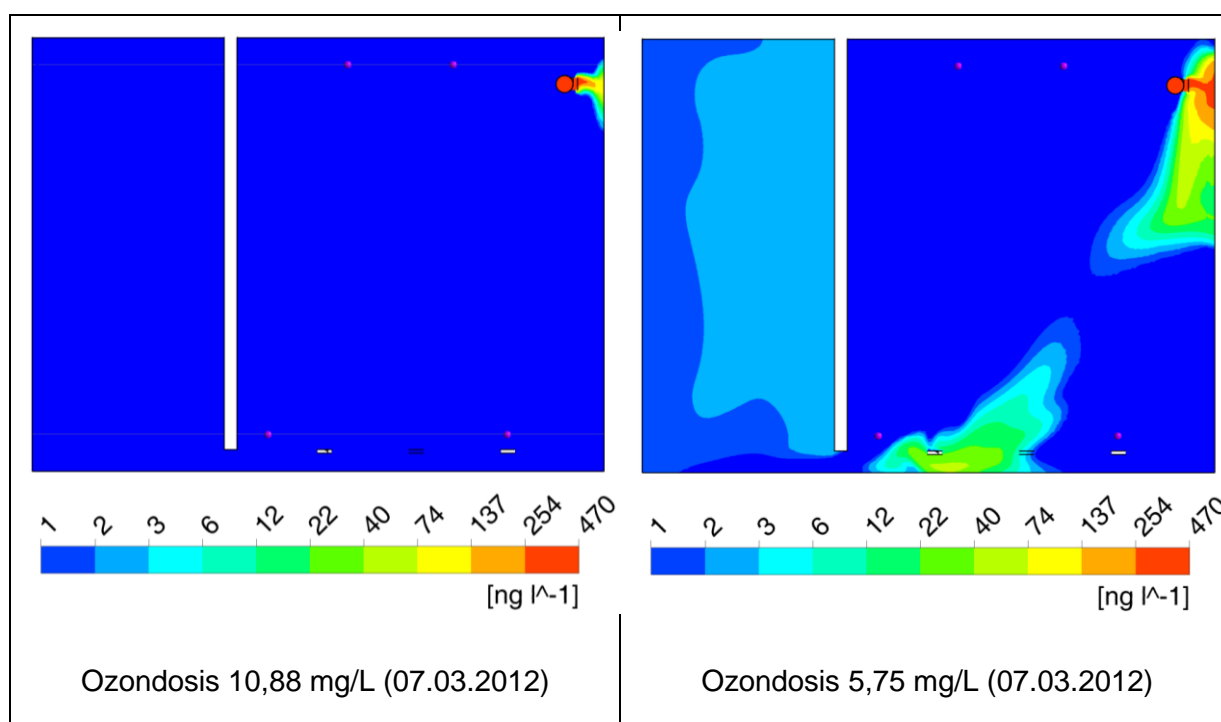 1 2 3 6 12 22 40 74 137 254 470
[ng l^-1]
1 2 3 6 12 22 40 74 137 254 470
[ng l^-1]
Ozondosis 10,88 mg/L (07.03.2012)
Ozondosis 5,75 mg/L (07.03.2012)